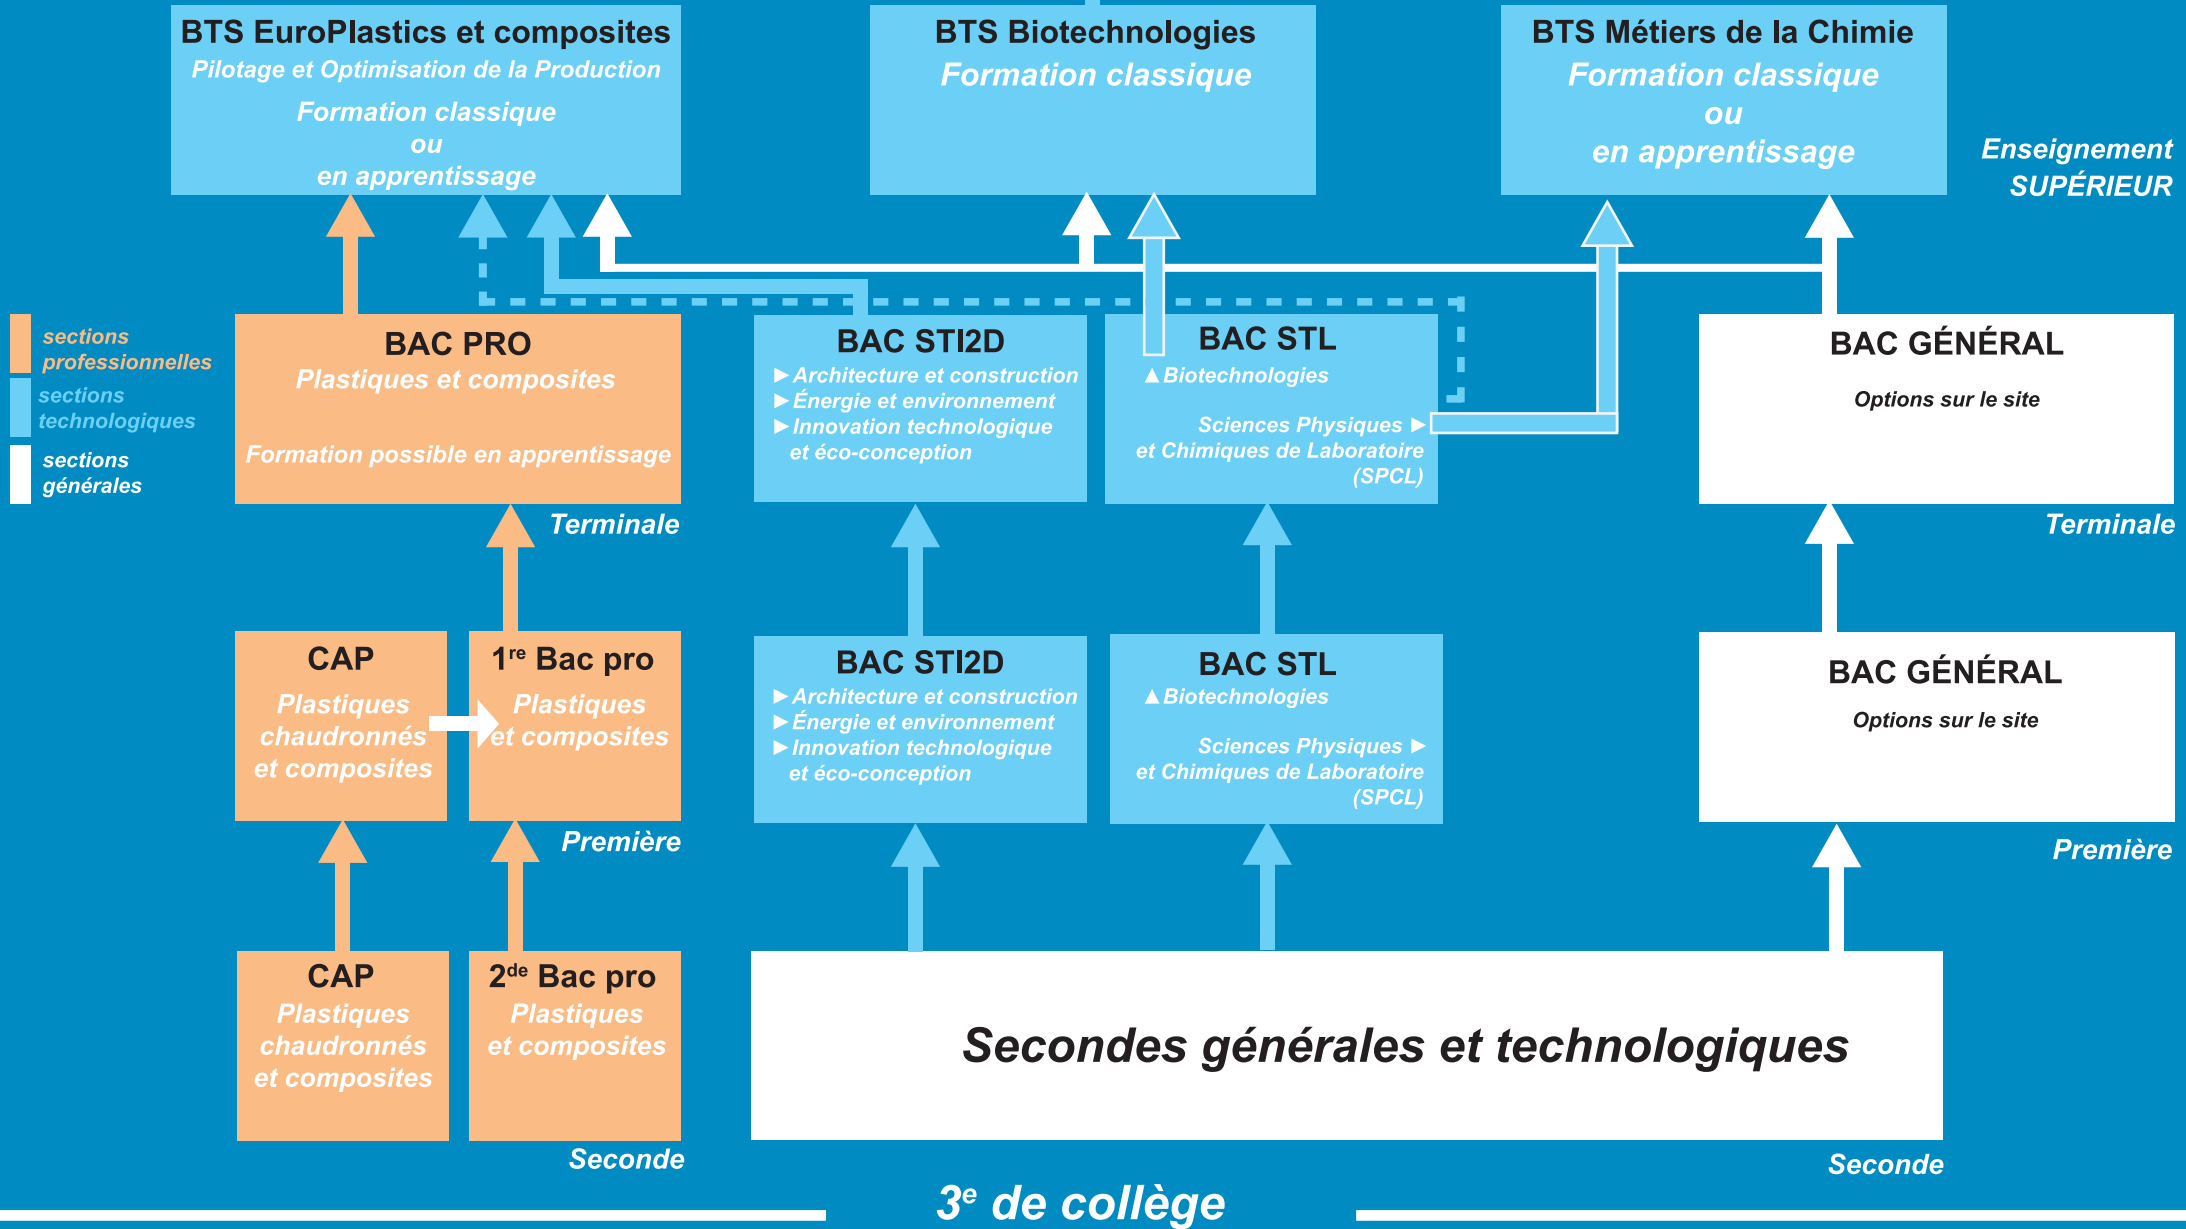 BTS EuroPlastics et composites
Pilotage et Optimisation de la Production
Formation classique
ou
en apprentissage
BTS Biotechnologies
Formation classique
BTS Métiers de la Chimie
Formation classique
ou
en apprentissage
Enseignement
SUPÉRIEUR
sections
professionnelles
sections
technologiques
sections
générales
BAC PRO
Plastiques et composites
Formation possible en apprentissage
Terminale
BAC STI2D
►Architecture et construction
►Énergie et environnement
►Innovation technologique
et éco-conception
BAC STL
▲Biotechnologies
Sciences Physiques ►
et Chimiques de Laboratoire
(SPCL)
BAC GÉNÉRAL
Options sur le site
Terminale
CAP
Plastiques
chaudronnés
et composites
1re Bac pro
Plastiques
et composites
Première
BAC STI2D
►Architecture et construction
►Énergie et environnement
►Innovation technologique
et éco-conception
BAC STL
▲Biotechnologies
Sciences Physiques ►
et Chimiques de Laboratoire
(SPCL)
BAC GÉNÉRAL
Options sur le site
Première
CAP
Plastiques
chaudronnés
et composites
2de Bac pro
Plastiques
et composites
Seconde
Secondes générales et technologiques
Seconde
3e de collège